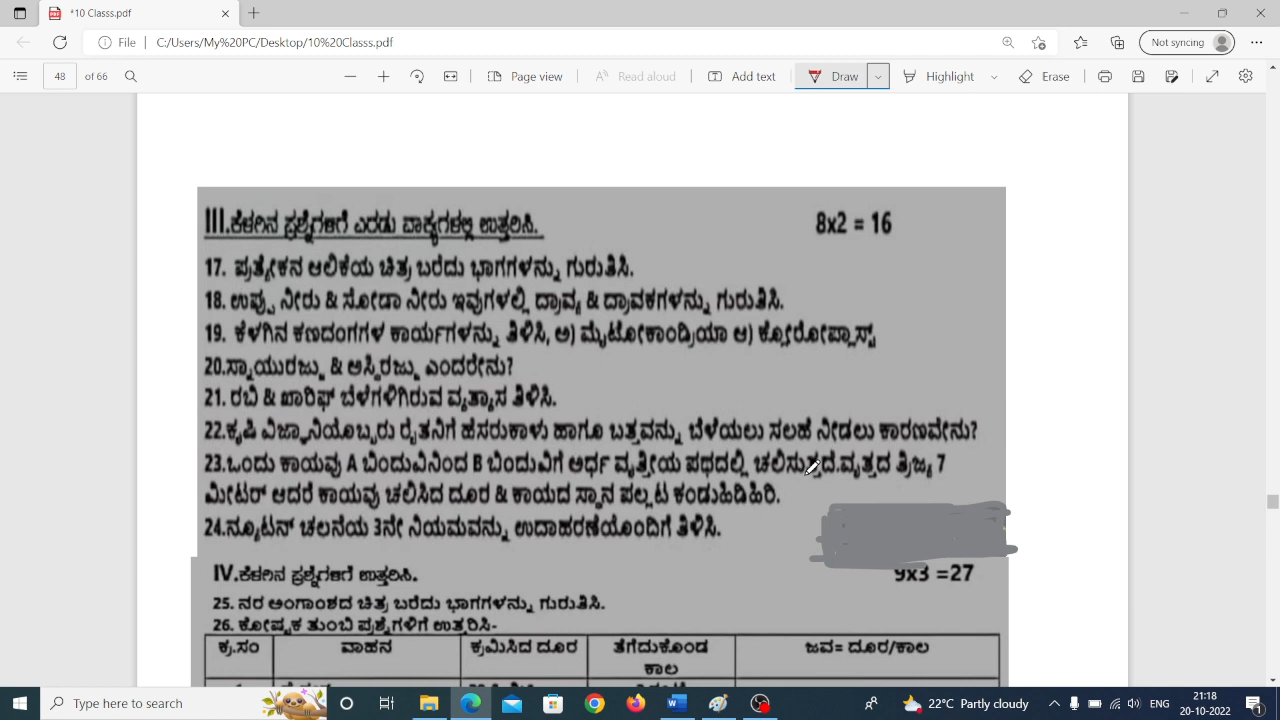 *10 Classs.pdf
File C:/Users/My%20PC/Desktop/10%20Classs.pdf Not syncing
48 of 66 Page view Read aloud Add text Draw Highlight Erase
III.ಕೆಳಗಿನ ಪ್ರಶ್ನೆಗಳಿಗೆ ಎರಡು ವಾಕ್ಯಗಳಲ್ಲಿ ಉತ್ತರಿಸಿ. 8x2 = 16
17. ಪ್ರತ್ಯೇಕನ ಆಲಿಕೆಯ ಚಿತ್ರ ಬರೆದು ಭಾಗಗಳನ್ನು ಗುರುತಿಸಿ.
18. ಉಪ್ಪು ನೀರು & ಸೋಡಾ ನೀರು ಇವುಗಳಲ್ಲಿ ದ್ರಾವ್ಯ & ದ್ರಾವಕಗಳನ್ನು ಗುರುತಿಸಿ.
19. ಕೆಳಗಿನ ಕಣದಂಗಗಳ ಕಾರ್ಯಗಳನ್ನು ತಿಳಿಸಿ, ಅ) ಮೈಟೋಕಾಂಡ್ರಿಯಾ ಆ) ಕ್ಲೋರೋಪ್ಲಾಸ್ಟ್
20.ಸ್ನಾಯುರಜ್ಜು & ಅಸ್ಥಿರಜ್ಜು ಎಂದರೇನು?
21. ರಬಿ & ಖಾರಿಫ್ ಬೆಳೆಗಳಿಗಿರುವ ವ್ಯತ್ಯಾಸ ತಿಳಿಸಿ.
22.ಕೃಷಿ ವಿಜ್ಞಾನಿಯೊಬ್ಬರು ರೈತನಿಗೆ ಹೆಸರುಕಾಳು ಹಾಗೂ ಬತ್ತವನ್ನು ಬೆಳೆಯಲು ಸಲಹೆ ನೀಡಲು ಕಾರಣವೇನು?
23.ಒಂದು ಕಾಯವು A ಬಿಂದುವಿನಿಂದ B ಬಿಂದುವಿಗೆ ಅರ್ಧ ವೃತ್ತೀಯ ಪಥದಲ್ಲಿ ಚಲಿಸುತ್ತದೆ.ವೃತ್ತದ ತ್ರಿಜ್ಯ 7
ಮೀಟರ್ ಆದರೆ ಕಾಯವು ಚಲಿಸಿದ ದೂರ & ಕಾಯದ ಸ್ಥಾನ ಪಲ್ಲಟ ಕಂಡುಹಿಡಿಹಿರಿ.
24.ನ್ಯೂಟನ್ ಚಲನೆಯ 3ನೇ ನಿಯಮವನ್ನು ಉದಾಹರಣೆಯೊಂದಿಗೆ ತಿಳಿಸಿ.
IV.ಕೆಳಗಿನ ಪ್ರಶ್ನೆಗಳಿಗೆ ಉತ್ತರಿಸಿ. 9x3 =27
25. ನರ ಅಂಗಾಂಶದ ಚಿತ್ರ ಬರೆದು ಭಾಗಗಳನ್ನು ಗುರುತಿಸಿ.
26. ಕೋಷ್ಟಕ ತುಂಬಿ ಪ್ರಶ್ನೆಗಳಿಗೆ ಉತ್ತರಿಸಿ-
ಕ್ರ.ಸಂ ವಾಹನ ಕ್ರಮಿಸಿದ ದೂರ ತೆಗೆದುಕೊಂಡ ಜವ= ದೂರ/ಕಾಲ
ಕಾಲ
Type here to search 22°C Partly cloudy ENG 21:18
20-10-2022